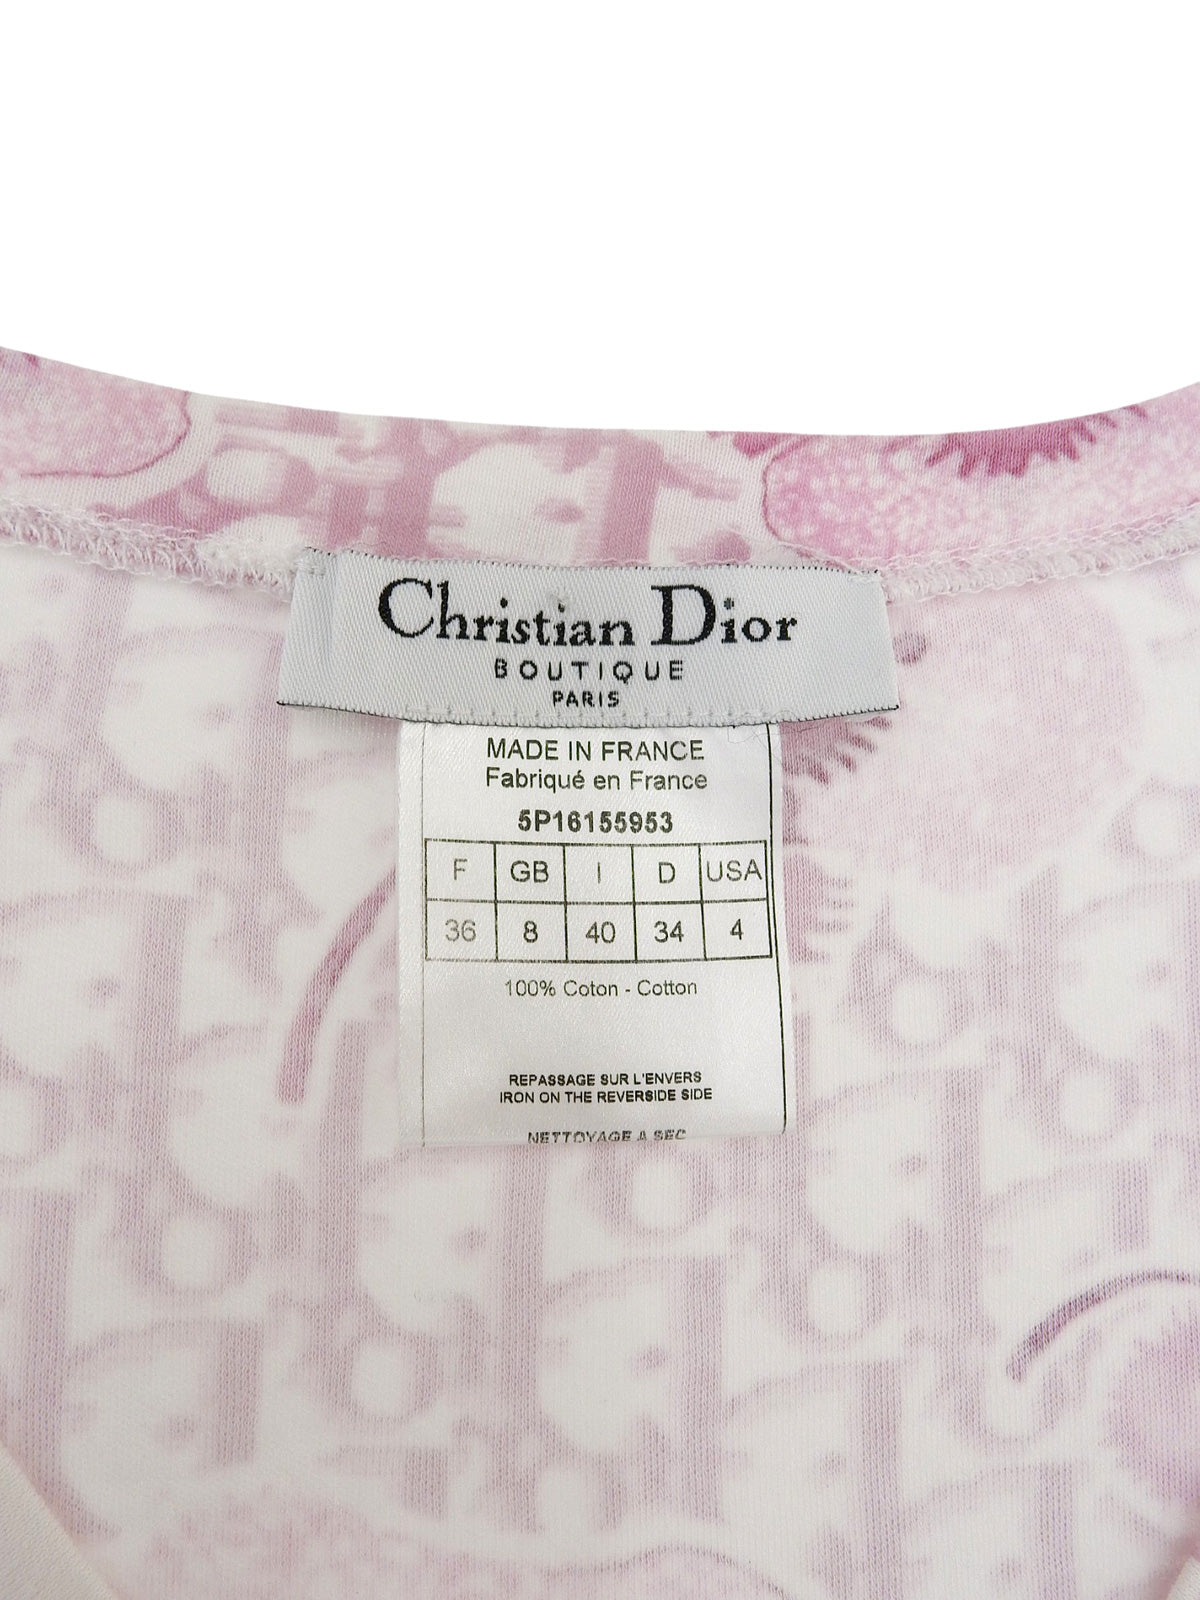 Christian Dior
BOUTIQUE
PARIS
MADE IN FRANCE
Fabriqué en France
5P16155953
F GB I D USA
36 8 40 34 4
100% Coton - Cotton
REPASSAGE SUR L'ENVERS
IRON ON THE REVERSIDE SIDE
NETTOYAGE A SEC